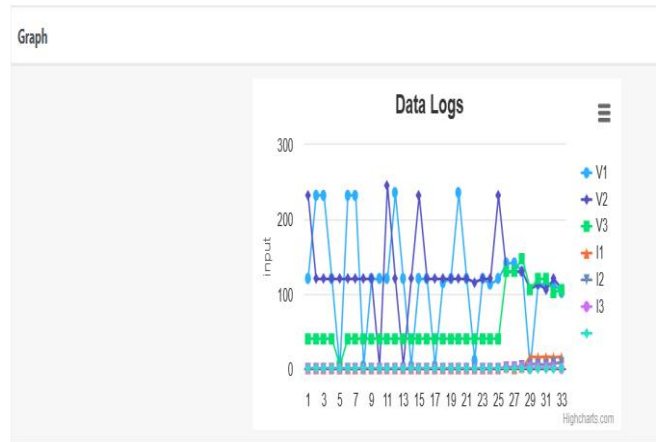 Graph
Data Logs
300
200
100
0
input
1 3 5 7 9 11 13 15 17 19 21 23 25 27 29 31 33
V1
V2
V3
I1
I2
I3
Highcharts.com